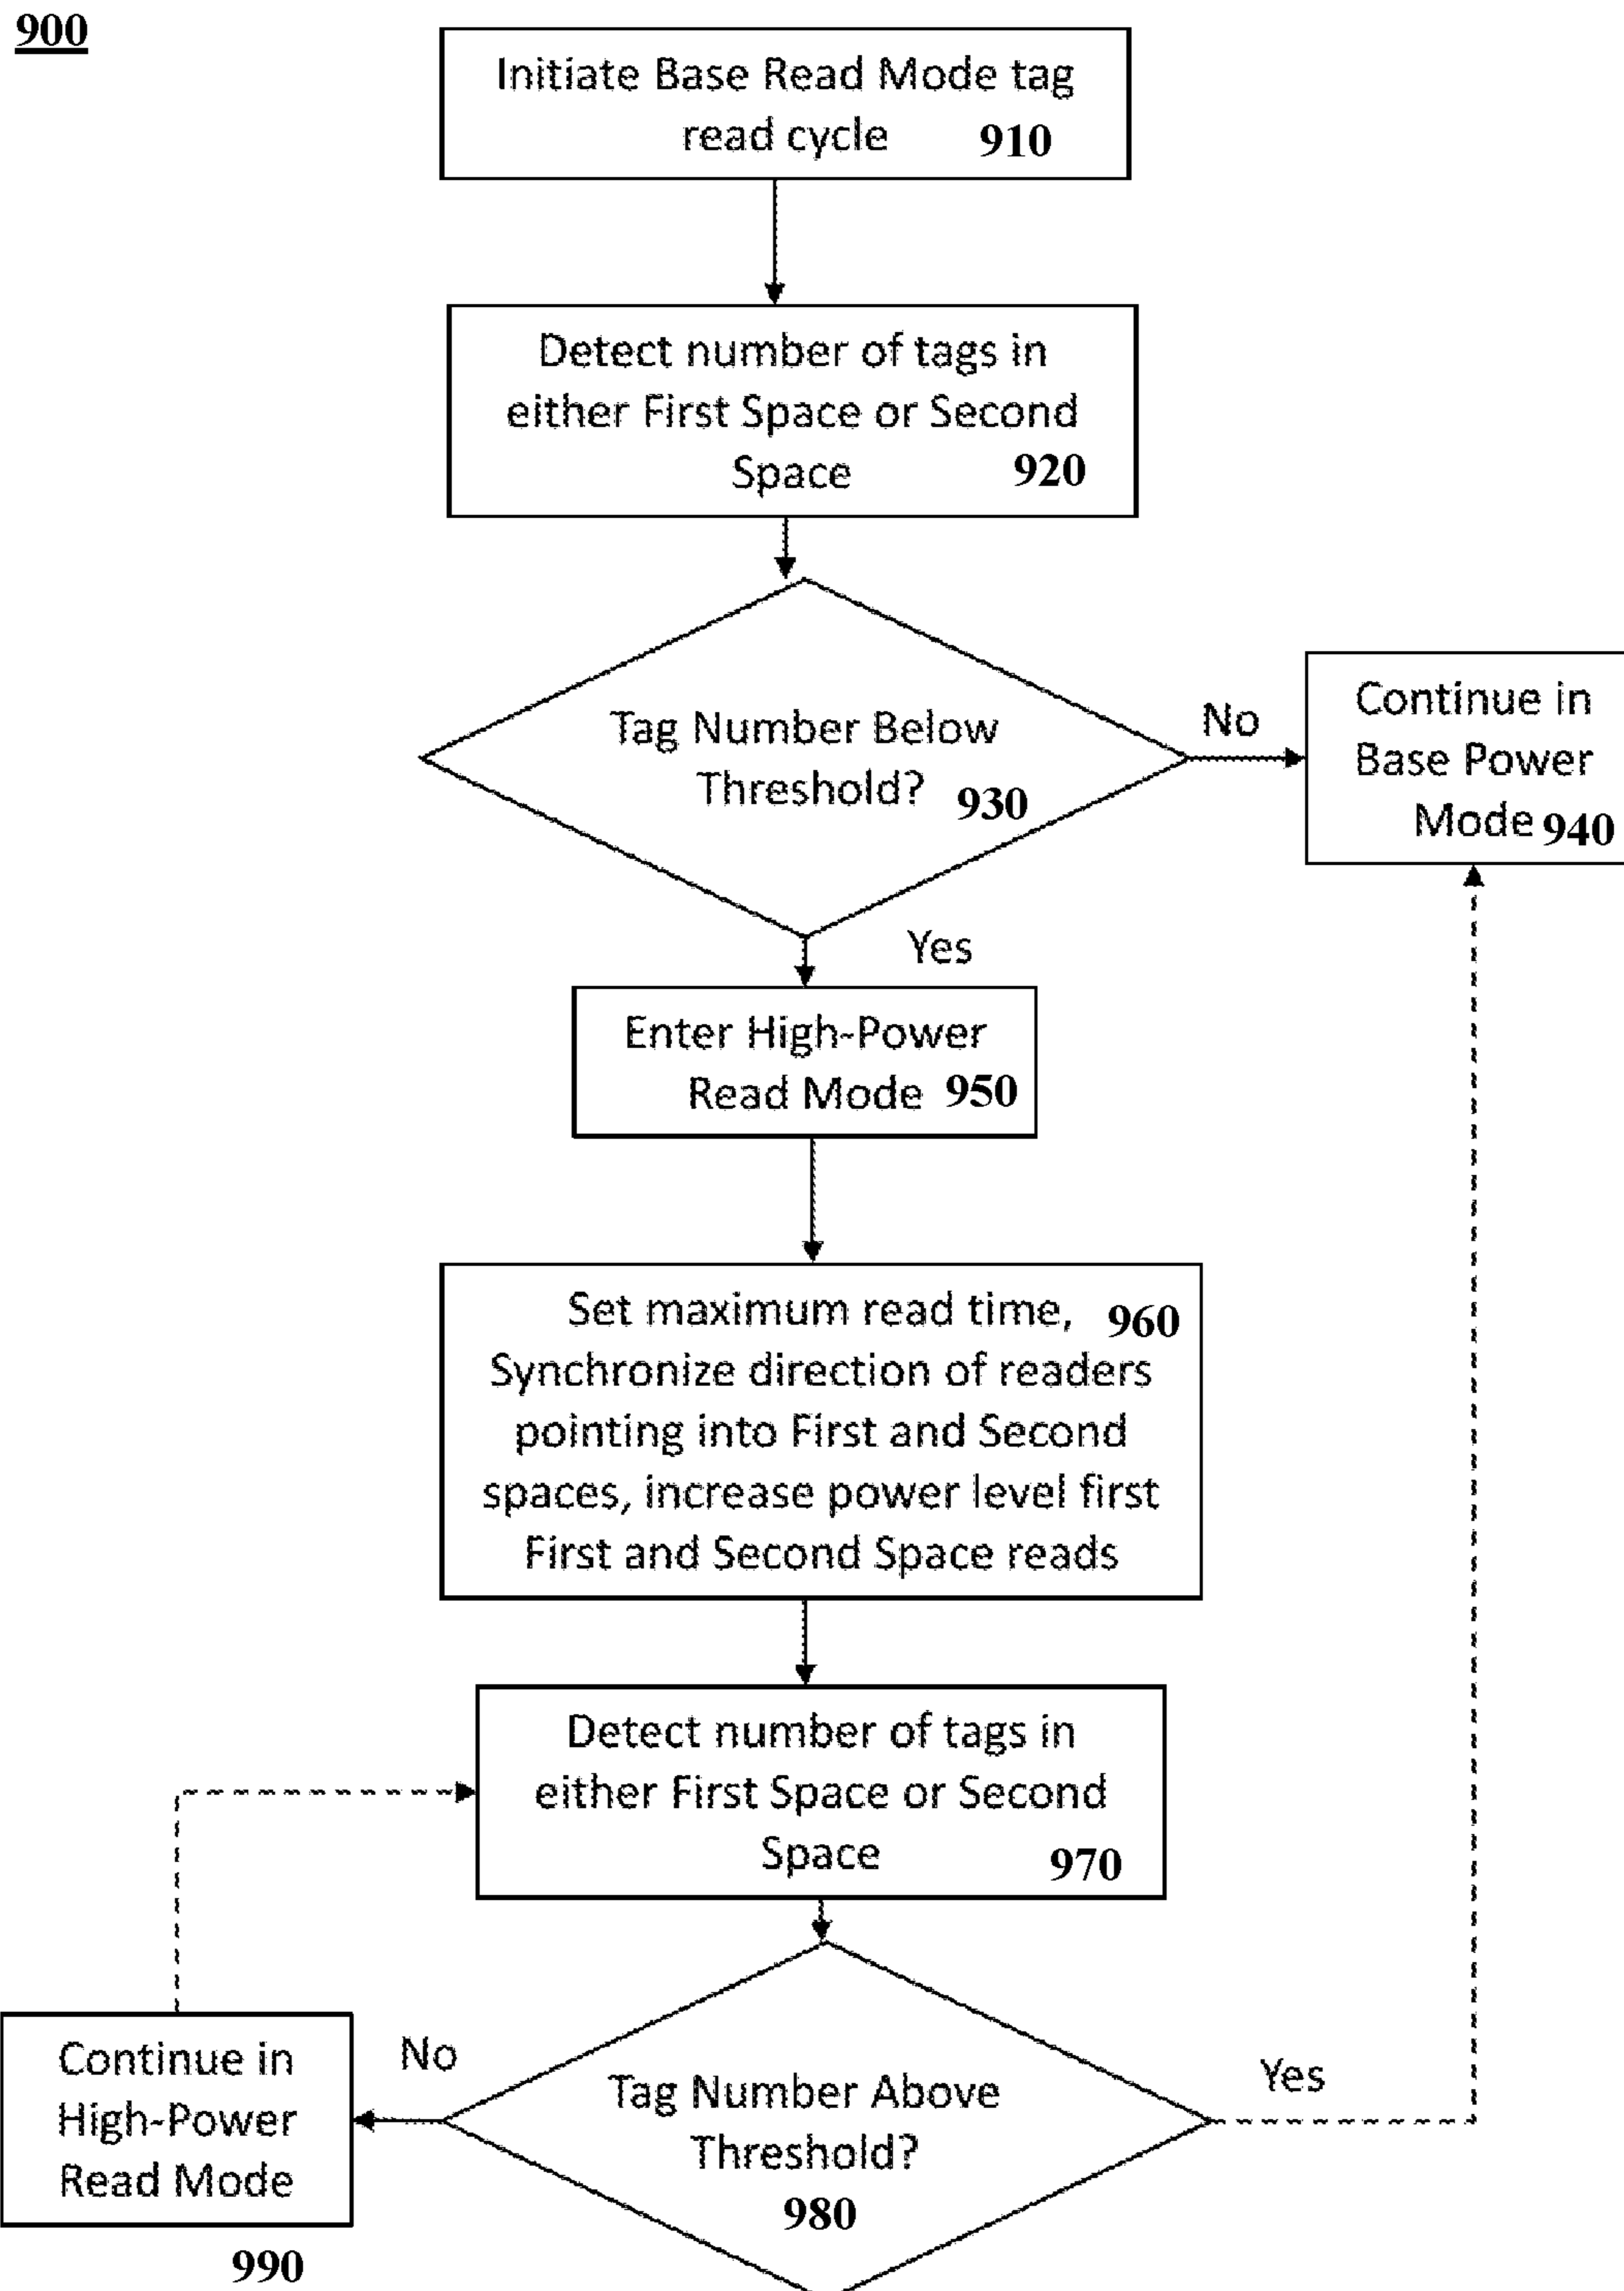 900
Initiate Base Read Mode tag
read cycle 910
Detect number of tags in
either First Space or Second
Space 920
Tag Number Below
Threshold? 930
No
Continue in
Base Power
Mode 940
Yes
Enter High-Power
Read Mode 950
Set maximum read time, 960
Synchronize direction of readers
pointing into First and Second
spaces, increase power level first
First and Second Space reads
Detect number of tags in
either First Space or Second
Space 970
Tag Number Above
Threshold?
980
No
Yes
Continue in
High-Power
Read Mode
990